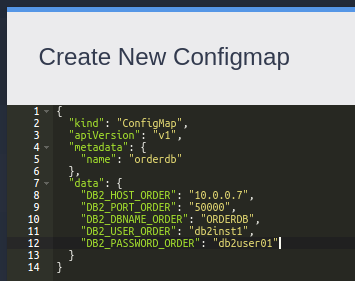 Create New Configmap
1 {
2 "kind": "ConfigMap",
3 "apiVersion": "v1",
4 "metadata": {
5 "name": "orderdb"
6 },
7 "data": {
8 "DB2_HOST_ORDER": "10.0.0.7",
9 "DB2_PORT_ORDER": "50000",
10 "DB2_DBNAME_ORDER": "ORDERDB",
11 "DB2_USER_ORDER": "db2inst1",
12 "DB2_PASSWORD_ORDER": "db2user01"
13 }
14 }